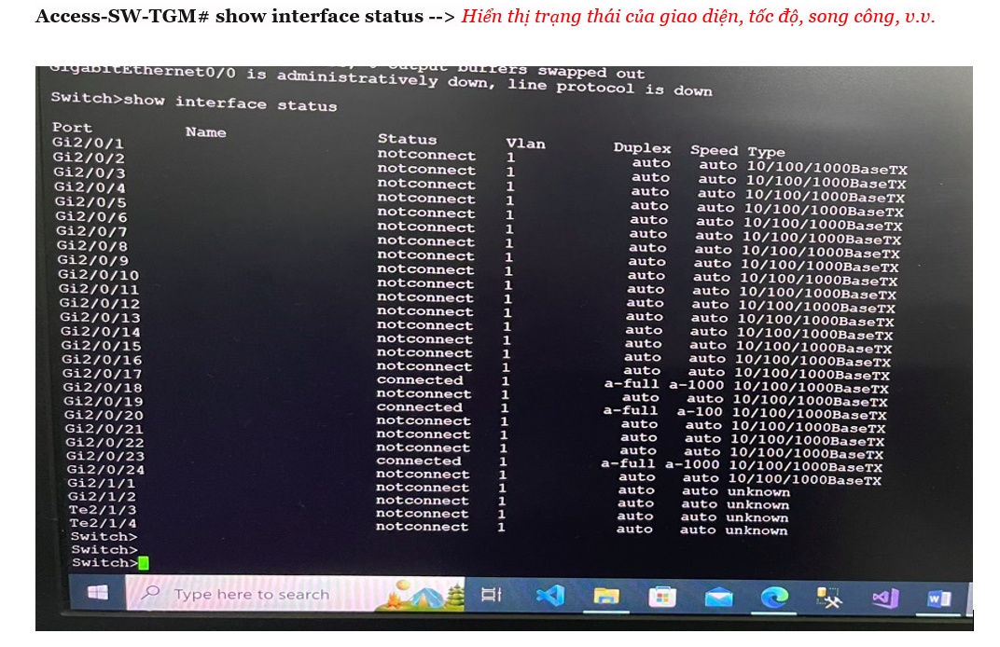 Access-SW-TGM# show interface status --> Hiển thị trạng thái của giao diện, tốc độ, song công, v.v.
output buffers swapped out
GigabitEthernet0/0 is administratively down, line protocol is down
Switch>show interface status
Port Name Status Vlan Duplex Speed Type
Gi2/0/1 notconnect 1 auto auto 10/100/1000BaseTX
Gi2/0/2 notconnect 1 auto auto 10/100/1000BaseTX
Gi2/0/3 notconnect 1 auto auto 10/100/1000BaseTX
Gi2/0/4 notconnect 1 auto auto 10/100/1000BaseTX
Gi2/0/5 notconnect 1 auto auto 10/100/1000BaseTX
Gi2/0/6 notconnect 1 auto auto 10/100/1000BaseTX
Gi2/0/7 notconnect 1 auto auto 10/100/1000BaseTX
Gi2/0/8 notconnect 1 auto auto 10/100/1000BaseTX
Gi2/0/9 notconnect 1 auto auto 10/100/1000BaseTX
Gi2/0/10 notconnect 1 auto auto 10/100/1000BaseTX
Gi2/0/11 notconnect 1 auto auto 10/100/1000BaseTX
Gi2/0/12 notconnect 1 auto auto 10/100/1000BaseTX
Gi2/0/13 notconnect 1 auto auto 10/100/1000BaseTX
Gi2/0/14 notconnect 1 auto auto 10/100/1000BaseTX
Gi2/0/15 notconnect 1 auto auto 10/100/1000BaseTX
Gi2/0/16 notconnect 1 auto auto 10/100/1000BaseTX
Gi2/0/17 connected 1 a-full a-1000 10/100/1000BaseTX
Gi2/0/18 notconnect 1 auto auto 10/100/1000BaseTX
Gi2/0/19 connected 1 a-full a-100 10/100/1000BaseTX
Gi2/0/20 notconnect 1 auto auto 10/100/1000BaseTX
Gi2/0/21 notconnect 1 auto auto 10/100/1000BaseTX
Gi2/0/22 notconnect 1 auto auto 10/100/1000BaseTX
Gi2/0/23 connected 1 a-full a-1000 10/100/1000BaseTX
Gi2/0/24 notconnect 1 auto auto 10/100/1000BaseTX
Gi2/1/1 notconnect 1 auto auto unknown
Gi2/1/2 notconnect 1 auto auto unknown
Te2/1/3 notconnect 1 auto auto unknown
Te2/1/4 notconnect 1 auto auto unknown
Switch>
Switch>
Switch>
Type here to search